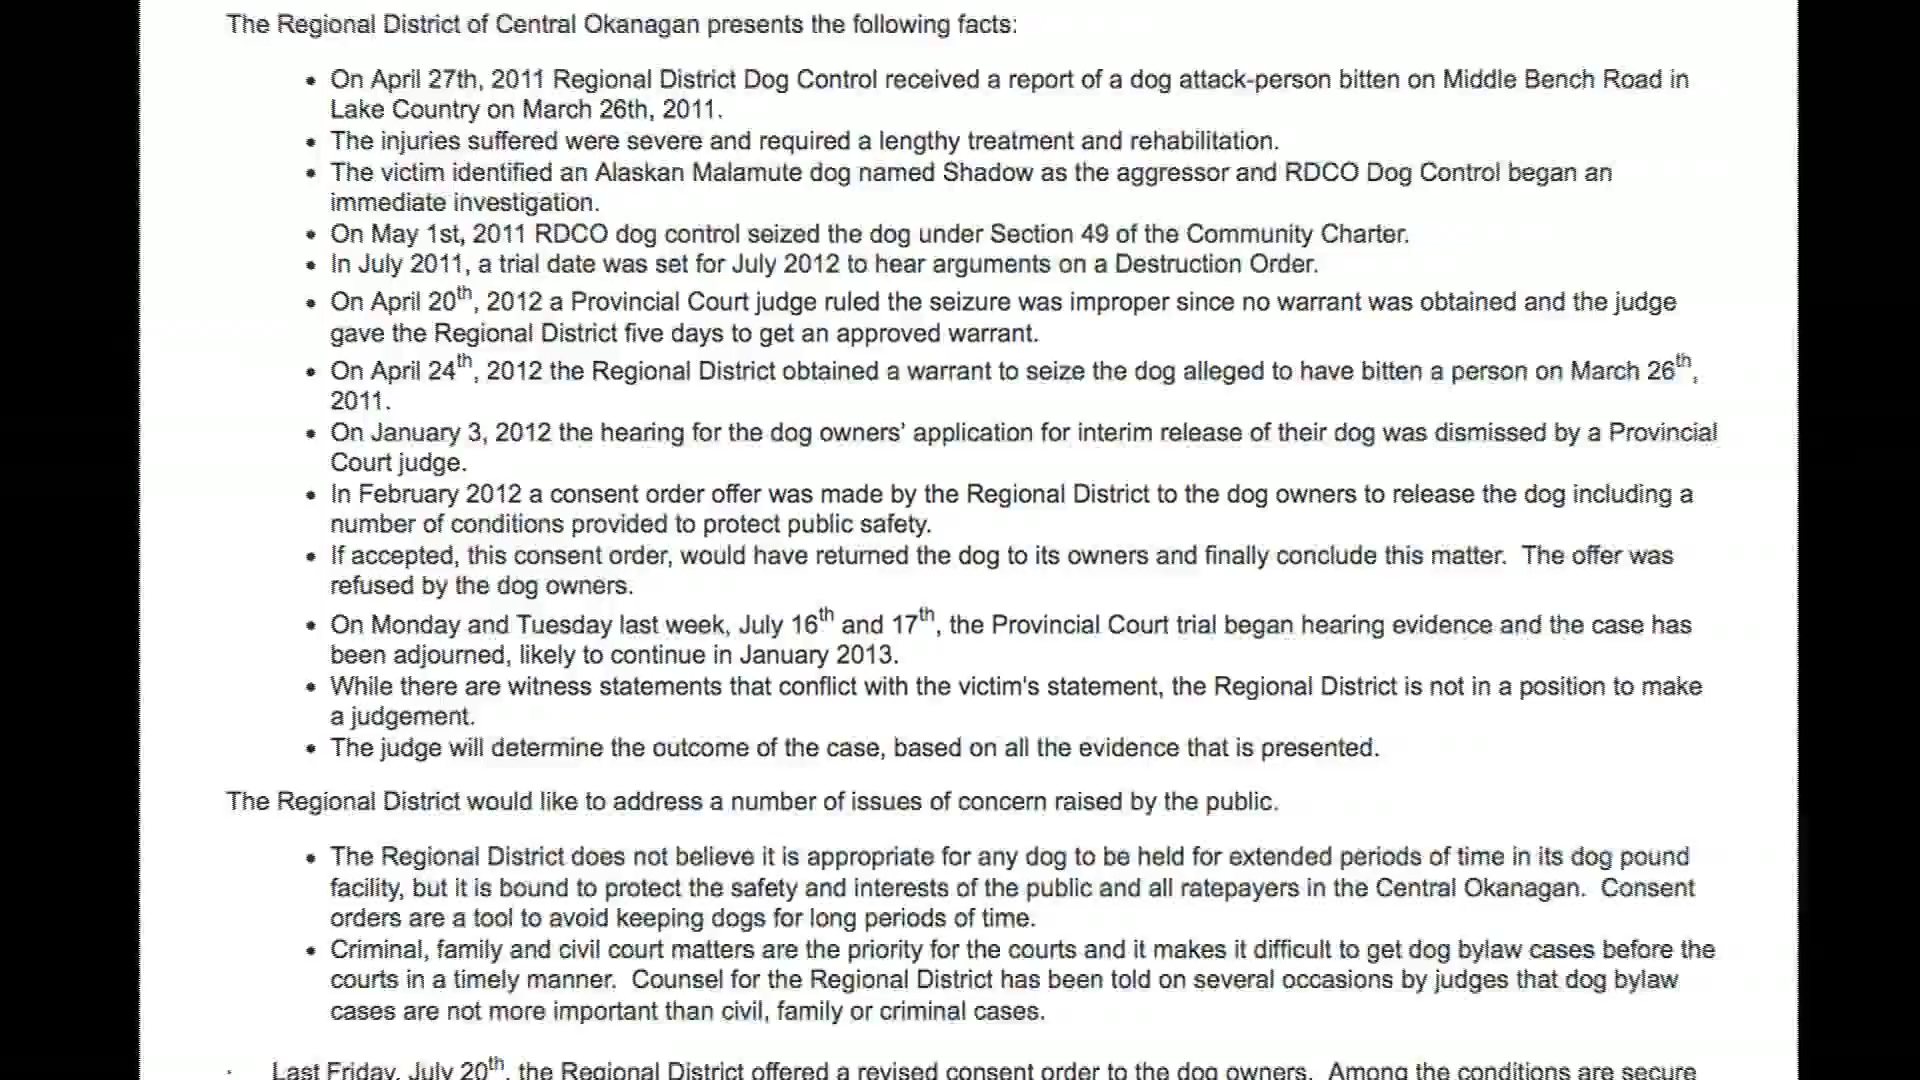 The Regional District of Central Okanagan presents the following facts:
• On April 27th, 2011 Regional District Dog Control received a report of a dog attack-person bitten on Middle Bench Road in
Lake Country on March 26th, 2011.
• The injuries suffered were severe and required a lengthy treatment and rehabilitation.
• The victim identified an Alaskan Malamute dog named Shadow as the aggressor and RDCO Dog Control began an
immediate investigation.
• On May 1st, 2011 RDCO dog control seized the dog under Section 49 of the Community Charter.
• In July 2011, a trial date was set for July 2012 to hear arguments on a Destruction Order.
• On April 20th, 2012 a Provincial Court judge ruled the seizure was improper since no warrant was obtained and the judge
gave the Regional District five days to get an approved warrant.
• On April 24th, 2012 the Regional District obtained a warrant to seize the dog alleged to have bitten a person on March 26th,
2011.
• On January 3, 2012 the hearing for the dog owners' application for interim release of their dog was dismissed by a Provincial
Court judge.
• In February 2012 a consent order offer was made by the Regional District to the dog owners to release the dog including a
number of conditions provided to protect public safety.
• If accepted, this consent order, would have returned the dog to its owners and finally conclude this matter. The offer was
refused by the dog owners.
• On Monday and Tuesday last week, July 16th and 17th, the Provincial Court trial began hearing evidence and the case has
been adjourned, likely to continue in January 2013.
• While there are witness statements that conflict with the victim's statement, the Regional District is not in a position to make
a judgement.
• The judge will determine the outcome of the case, based on all the evidence that is presented.
The Regional District would like to address a number of issues of concern raised by the public.
• The Regional District does not believe it is appropriate for any dog to be held for extended periods of time in its dog pound
facility, but it is bound to protect the safety and interests of the public and all ratepayers in the Central Okanagan. Consent
orders are a tool to avoid keeping dogs for long periods of time.
• Criminal, family and civil court matters are the priority for the courts and it makes it difficult to get dog bylaw cases before the
courts in a timely manner. Counsel for the Regional District has been told on several occasions by judges that dog bylaw
cases are not more important than civil, family or criminal cases.
· Last Friday, July 20th, the Regional District offered a revised consent order to the dog owners. Among the conditions are secure